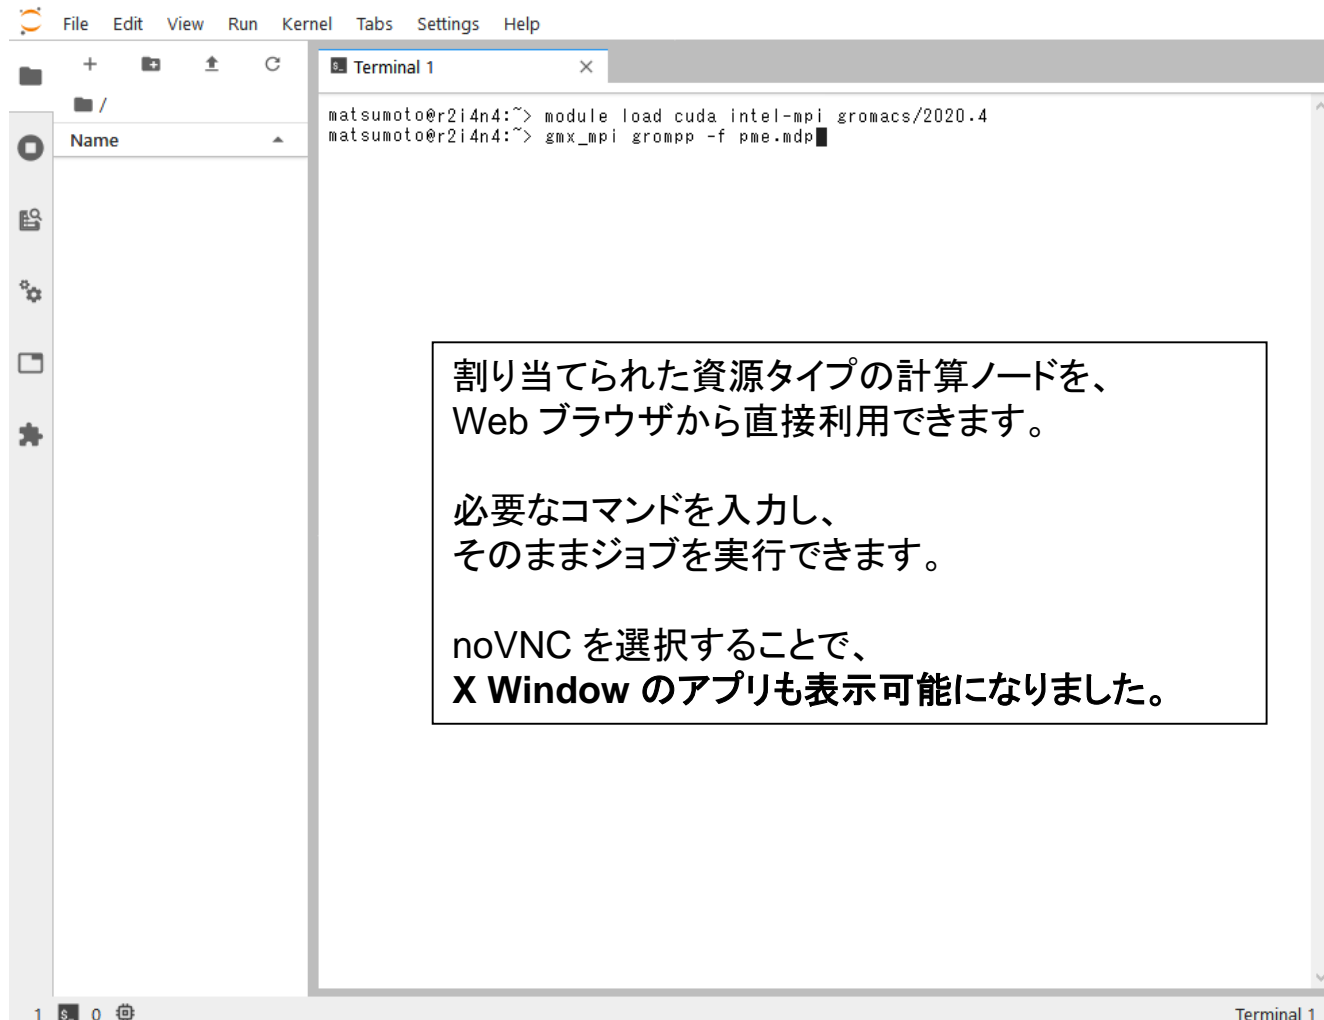 File Edit View Run Kernel Tabs Settings Help
Terminal 1
/
Name
matsumoto@r2i4n4:~> module load cuda intel-mpi gromacs/2020.4
matsumoto@r2i4n4:~> gmx_mpi grompp -f pme.mdp
割り当てられた資源タイプの計算ノードを、
Web ブラウザから直接利用できます。
必要なコマンドを入力し、
そのままジョブを実行できます。
noVNC を選択することで、
X Window のアプリも表示可能になりました。
1 $_ 0 Terminal 1